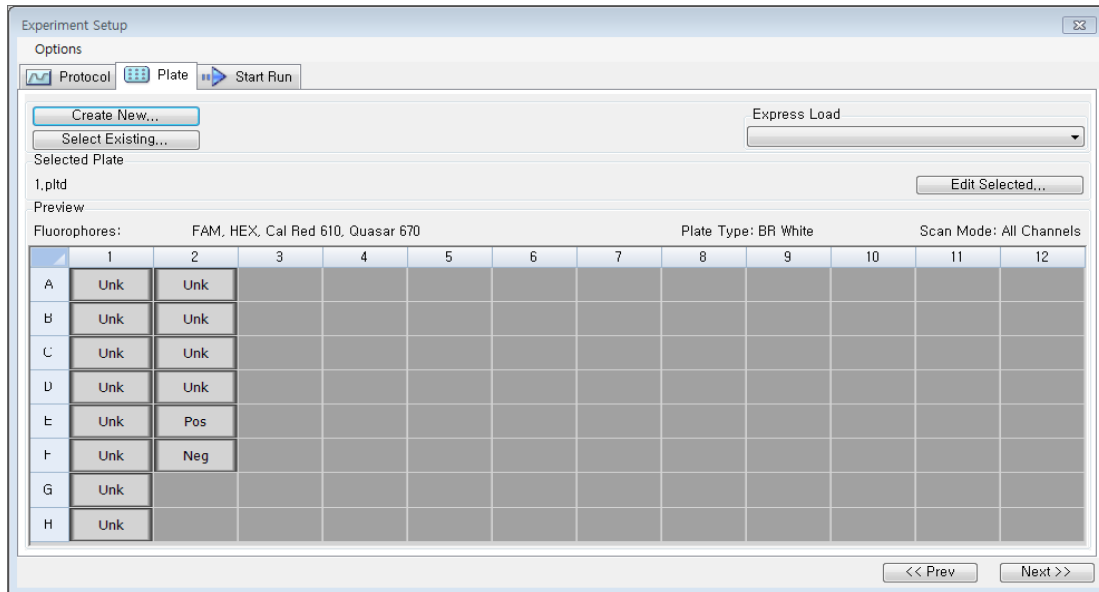 Experiment Setup
Options
Protocol Plate Start Run
Create New... Express Load
Select Existing...
Selected Plate
1.pltd Edit Selected...
Preview
Fluorophores: FAM, HEX, Cal Red 610, Quasar 670 Plate Type: BR White Scan Mode: All Channels
1 2 3 4 5 6 7 8 9 10 11 12
A Unk Unk
B Unk Unk
C Unk Unk
D Unk Unk
E Unk Pos
F Unk Neg
G Unk
H Unk
<< Prev Next >>